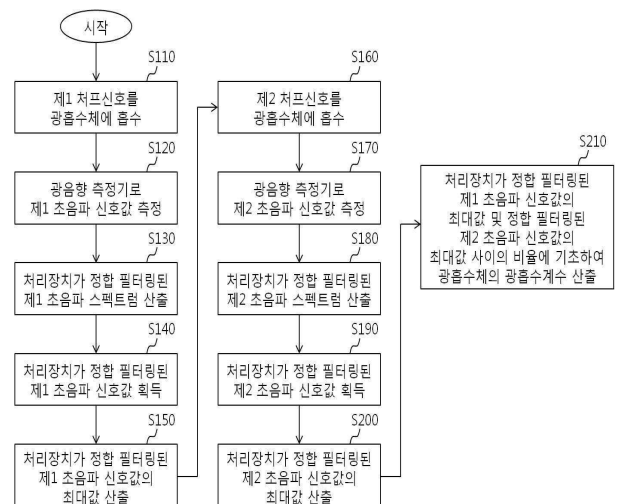 시작
S110
제1 처프신호를
광흡수체에 흡수
S120
광음향 측정기로
제1 초음파 신호값 측정
S130
처리장치가 정합 필터링된
제1 초음파 스펙트럼 산출
S140
처리장치가 정합 필터링된
제1 초음파 신호값 획득
S150
처리장치가 정합 필터링된
제1 초음파 신호값의
최대값 산출
S160
제2 처프신호를
광흡수체에 흡수
S170
광음향 측정기로
제2 초음파 신호값 측정
S180
처리장치가 정합 필터링된
제2 초음파 스펙트럼 산출
S190
처리장치가 정합 필터링된
제2 초음파 신호값 획득
S200
처리장치가 정합 필터링된
제2 초음파 신호값의
최대값 산출
S210
처리장치가 정합 필터링된
제1 초음파 신호값의
최대값 및 정합 필터링된
제2 초음파 신호값의
최대값 사이의 비율에 기초하여
광흡수체의 광흡수계수 산출